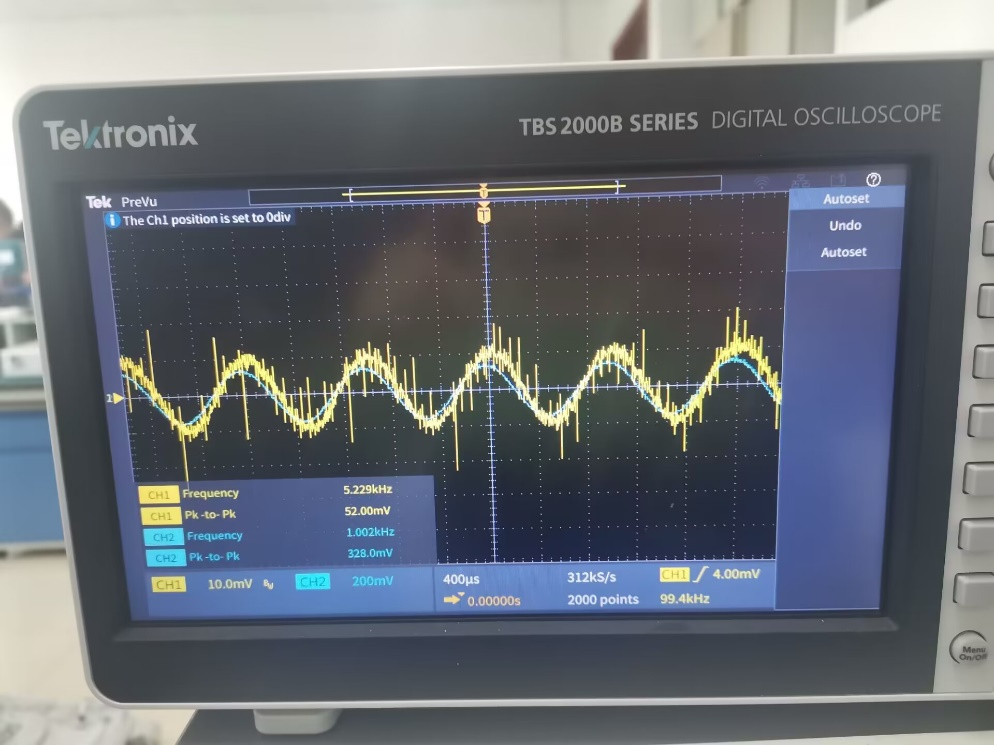 Tektronix
TBS 2000B SERIES DIGITAL OSCILLOSCOPE
Tek PreVu
T
?
i The Ch1 position is set to 0div
T
Autoset
Undo
Autoset
1
CH1 Frequency 5.229kHz
CH1 Pk -to- Pk 52.00mV
CH2 Frequency 1.002kHz
CH2 Pk -to- Pk 328.0mV
CH1 10.0mV CH2 200mV 400µs 312kS/s CH1 4.00mV
0.00000s 2000 points 99.4kHz
Menu
On/Off